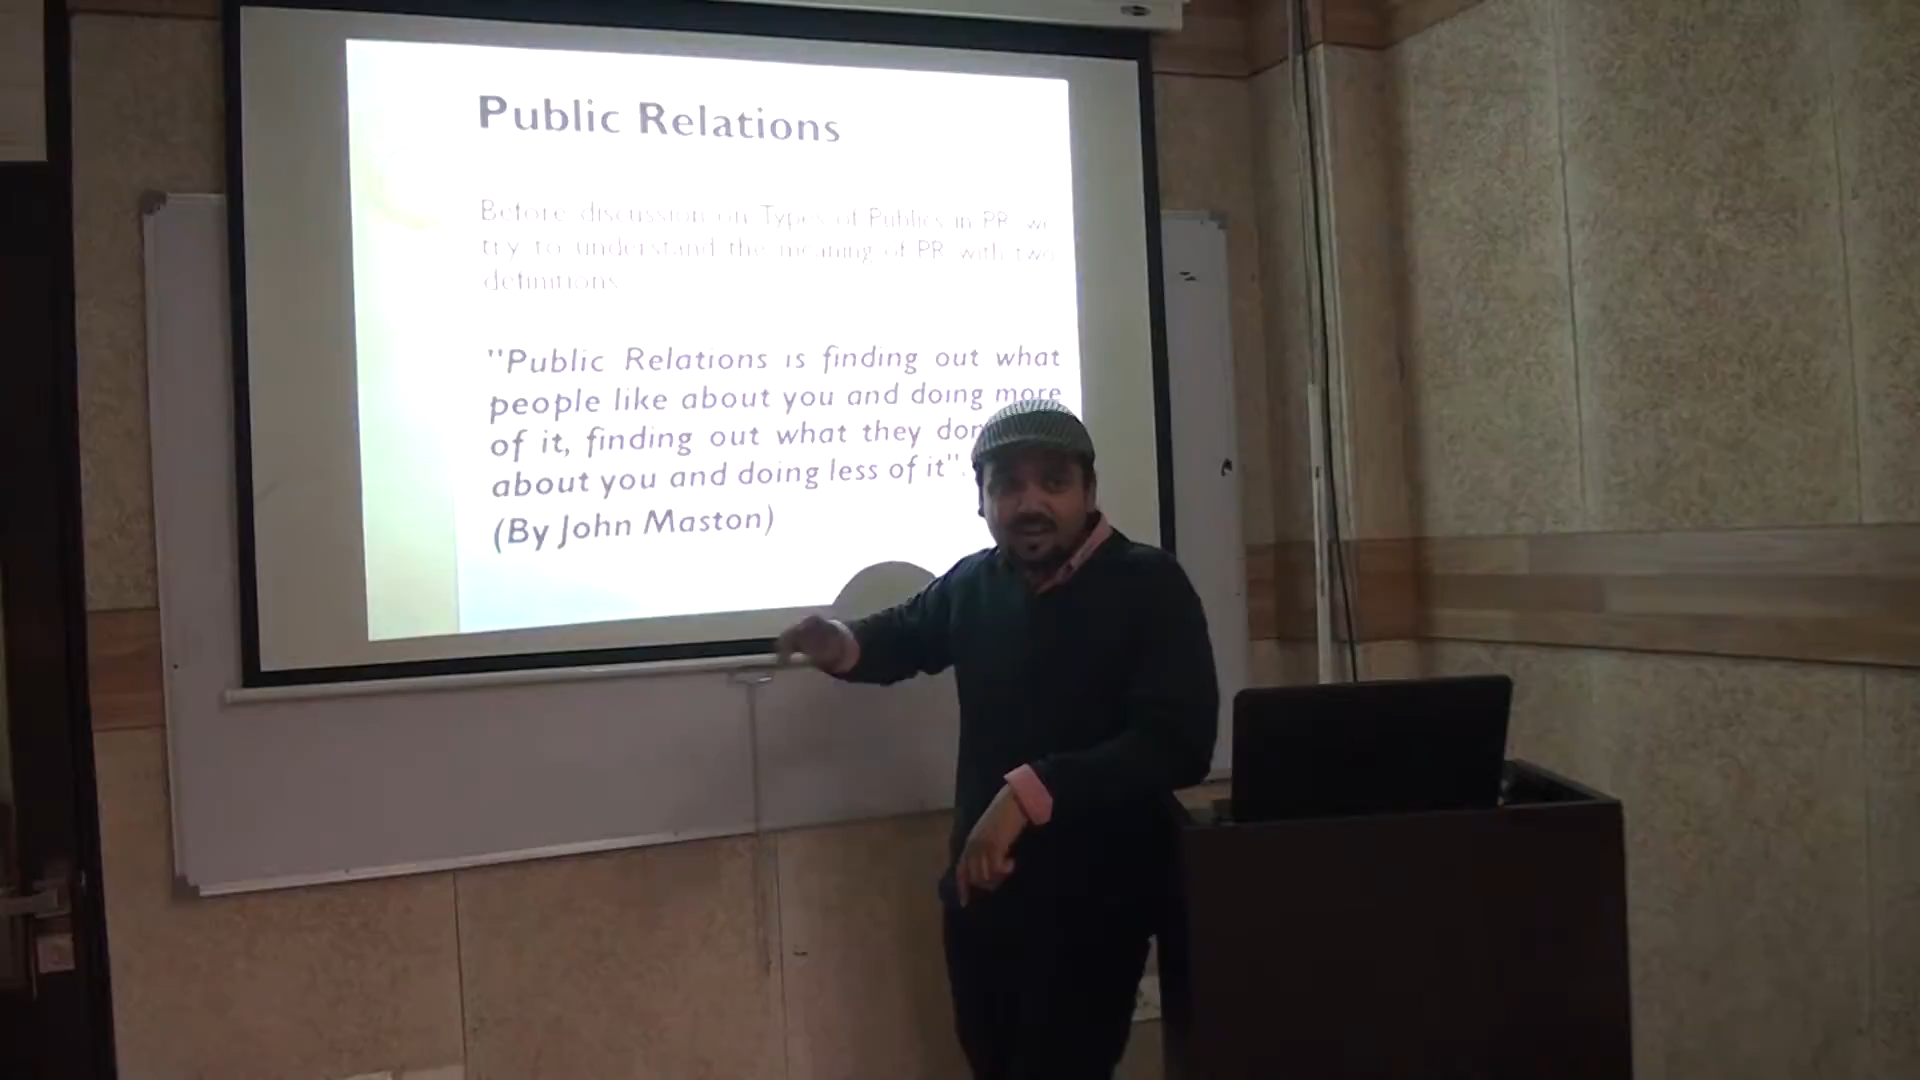 Public Relations
Before discussion on Types of Publics in PR we
try to understand the meaning of PR with two
definitions
"Public Relations is finding out what
people like about you and doing more
of it, finding out what they
about you and doing less of it".
(By John Maston)